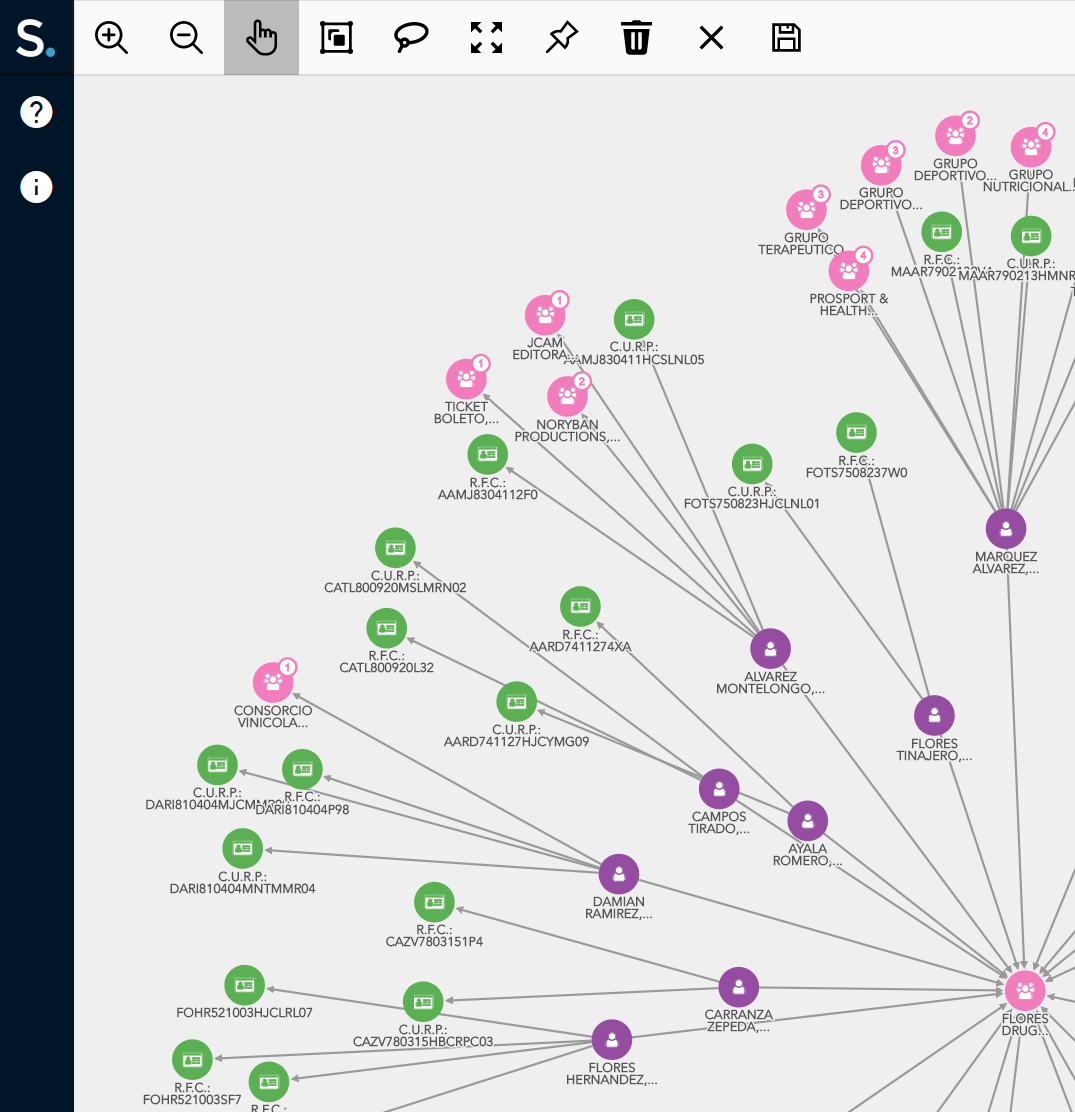 S.
2
4
3
GRUPO
DEPORTIVO...
GRUPO
NUTRICIONAL...
3
GRUPO
DEPORTIVO...
GRUPO
TERAPEUTICO
4
PROSPORT &
HEALTH...
R.F.C.:
C.U.R.P.:
MAAR790213HMNR
1
JCAM
EDITORA...
C.U.R.P.:
AAMJ830411HCSLNL05
1
TICKET
BOLETO,...
2
NORYBAN
PRODUCTIONS,...
R.F.C.:
AAMJ8304112F0
R.F.C.:
FOTS7508237W0
C.U.R.P.:
FOTS750823HJCLNL01
MARQUEZ
ALVAREZ,...
C.U.R.P.:
CATL800920MSLMRN02
R.F.C.:
AARD7411274XA
R.F.C.:
CATL800920L32
ALVAREZ
MONTELONGO,...
1
CONSORCIO
VINICOLA...
C.U.R.P.:
AARD741127HJCYMG09
FLORES
TINAJERO,...
C.U.R.P.:
R.F.C.:
DARI810404P98
CAMPOS
TIRADO,...
AYALA
ROMERO,...
C.U.R.P.:
DARI810404MNTMMR04
DAMIAN
RAMIREZ,...
R.F.C.:
CAZV7803151P4
FOHR521003HJCLRL07
C.U.R.P.:
CAZV780315HBCRPC03
CARRANZA
ZEPEDA,...
FLORES
DRUG...
R.F.C.:
FOHR521003SF7
R.F.C.:
FLORES
HERNANDEZ,...